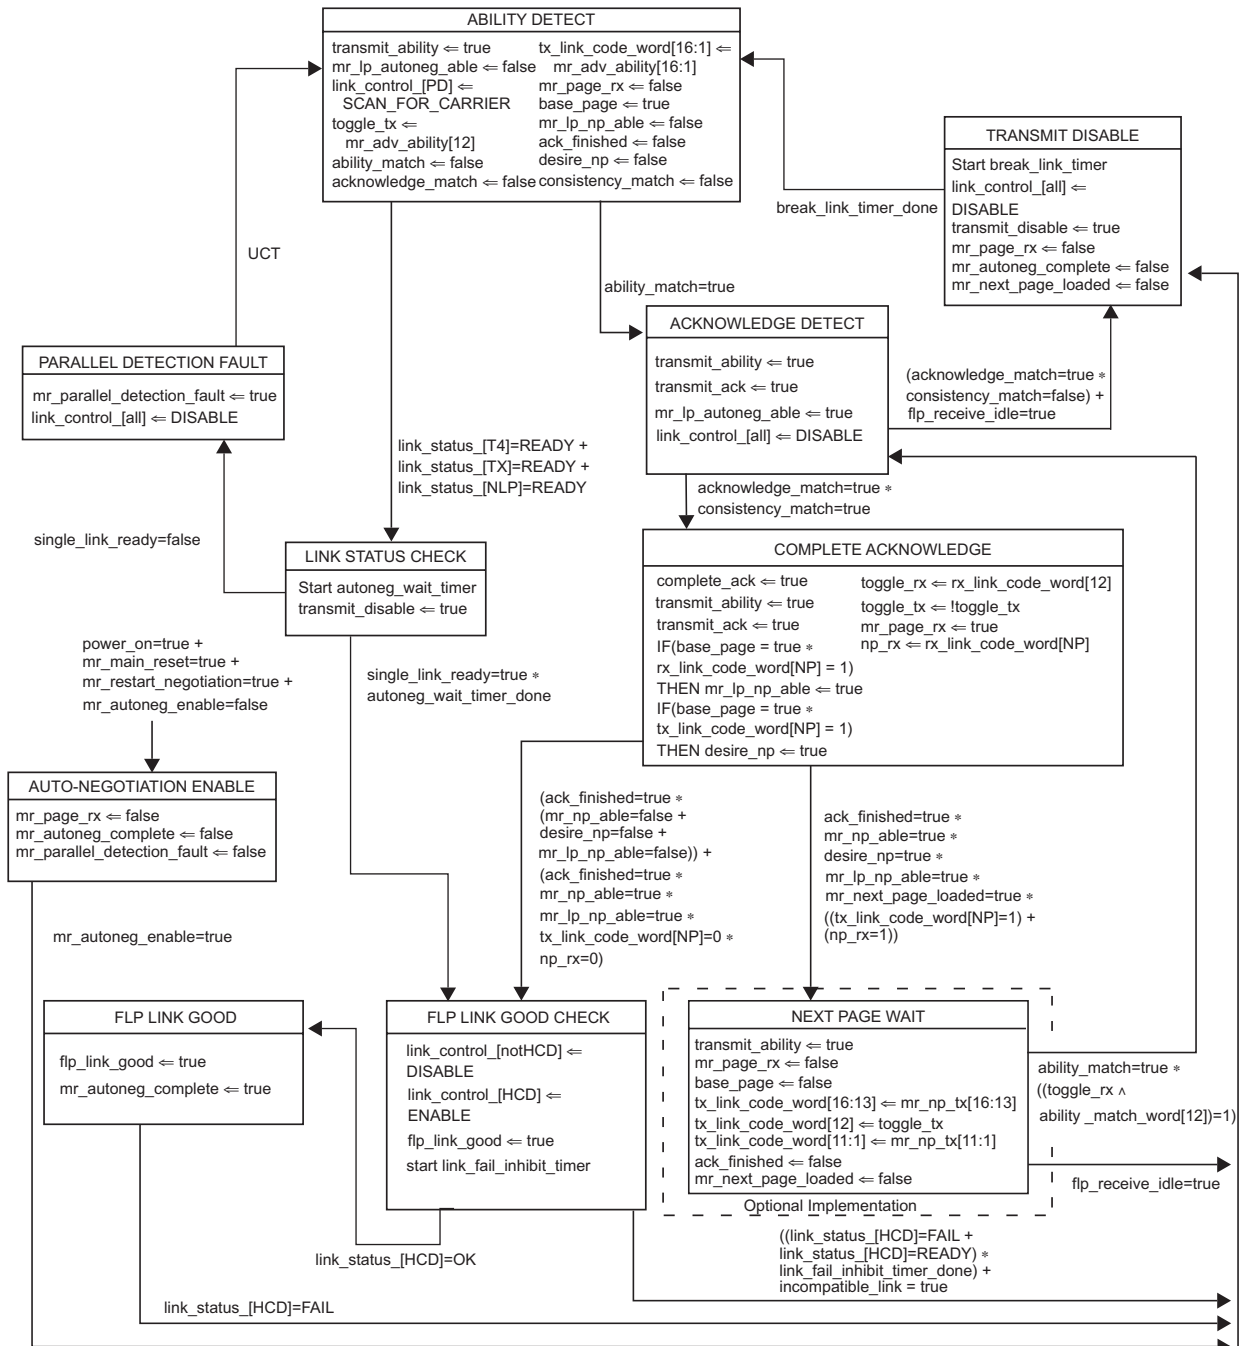 ABILITY DETECT
transmit_ability ⇐ true
mr_lp_autoneg_able ⇐ false
link_control_[PD] ⇐
SCAN_FOR_CARRIER
toggle_tx ⇐
mr_adv_ability[12]
ability_match ⇐ false
acknowledge_match ⇐ false
tx_link_code_word[16:1] ⇐
mr_adv_ability[16:1]
mr_page_rx ⇐ false
base_page ⇐ true
mr_lp_np_able ⇐ false
ack_finished ⇐ false
desire_np ⇐ false
consistency_match ⇐ false
TRANSMIT DISABLE
Start break_link_timer
link_control_[all] ⇐
DISABLE
transmit_disable ⇐ true
mr_page_rx ⇐ false
mr_autoneg_complete ⇐ false
mr_next_page_loaded ⇐ false
break_link_timer_done
UCT
ability_match=true
ACKNOWLEDGE DETECT
transmit_ability ⇐ true
transmit_ack ⇐ true
mr_lp_autoneg_able ⇐ true
link_control_[all] ⇐ DISABLE
(acknowledge_match=true *
consistency_match=false) +
flp_receive_idle=true
PARALLEL DETECTION FAULT
mr_parallel_detection_fault ⇐ true
link_control_[all] ⇐ DISABLE
link_status_[T4]=READY +
link_status_[TX]=READY +
link_status_[NLP]=READY
acknowledge_match=true *
consistency_match=true
single_link_ready=false
LINK STATUS CHECK
Start autoneg_wait_timer
transmit_disable ⇐ true
COMPLETE ACKNOWLEDGE
complete_ack ⇐ true
transmit_ability ⇐ true
transmit_ack ⇐ true
IF(base_page = true *
rx_link_code_word[NP] = 1)
THEN mr_lp_np_able ⇐ true
IF(base_page = true *
tx_link_code_word[NP] = 1)
THEN desire_np ⇐ true
toggle_rx ⇐ rx_link_code_word[12]
toggle_tx ⇐ !toggle_tx
mr_page_rx ⇐ true
np_rx ⇐ rx_link_code_word[NP]
power_on=true +
mr_main_reset=true +
mr_restart_negotiation=true +
mr_autoneg_enable=false
single_link_ready=true *
autoneg_wait_timer_done
AUTO-NEGOTIATION ENABLE
mr_page_rx ⇐ false
mr_autoneg_complete ⇐ false
mr_parallel_detection_fault ⇐ false
(ack_finished=true *
(mr_np_able=false +
desire_np=false +
mr_lp_np_able=false)) +
(ack_finished=true *
mr_np_able=true *
mr_lp_np_able=true *
tx_link_code_word[NP]=0 *
np_rx=0)
ack_finished=true *
mr_np_able=true *
desire_np=true *
mr_lp_np_able=true *
mr_next_page_loaded=true *
((tx_link_code_word[NP]=1) +
(np_rx=1))
mr_autoneg_enable=true
FLP LINK GOOD
flp_link_good ⇐ true
mr_autoneg_complete ⇐ true
FLP LINK GOOD CHECK
link_control_[notHCD] ⇐
DISABLE
link_control_[HCD] ⇐
ENABLE
flp_link_good ⇐ true
start link_fail_inhibit_timer
NEXT PAGE WAIT
transmit_ability ⇐ true
mr_page_rx ⇐ false
base_page ⇐ false
tx_link_code_word[16:13] ⇐ mr_np_tx[16:13]
tx_link_code_word[12] ⇐ toggle_tx
tx_link_code_word[11:1] ⇐ mr_np_tx[11:1]
ack_finished ⇐ false
mr_next_page_loaded ⇐ false
Optional Implementation
ability_match=true *
((toggle_rx ∧
ability _match_word[12])=1)
flp_receive_idle=true
link_status_[HCD]=OK
((link_status_[HCD]=FAIL +
link_status_[HCD]=READY) *
link_fail_inhibit_timer_done) +
incompatible_link = true
link_status_[HCD]=FAIL